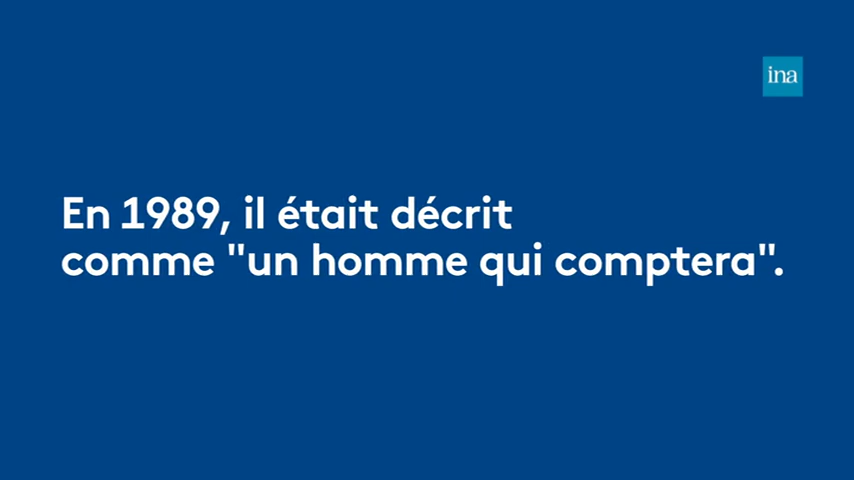 ina
En 1989, il était décrit
comme "un homme qui comptera".